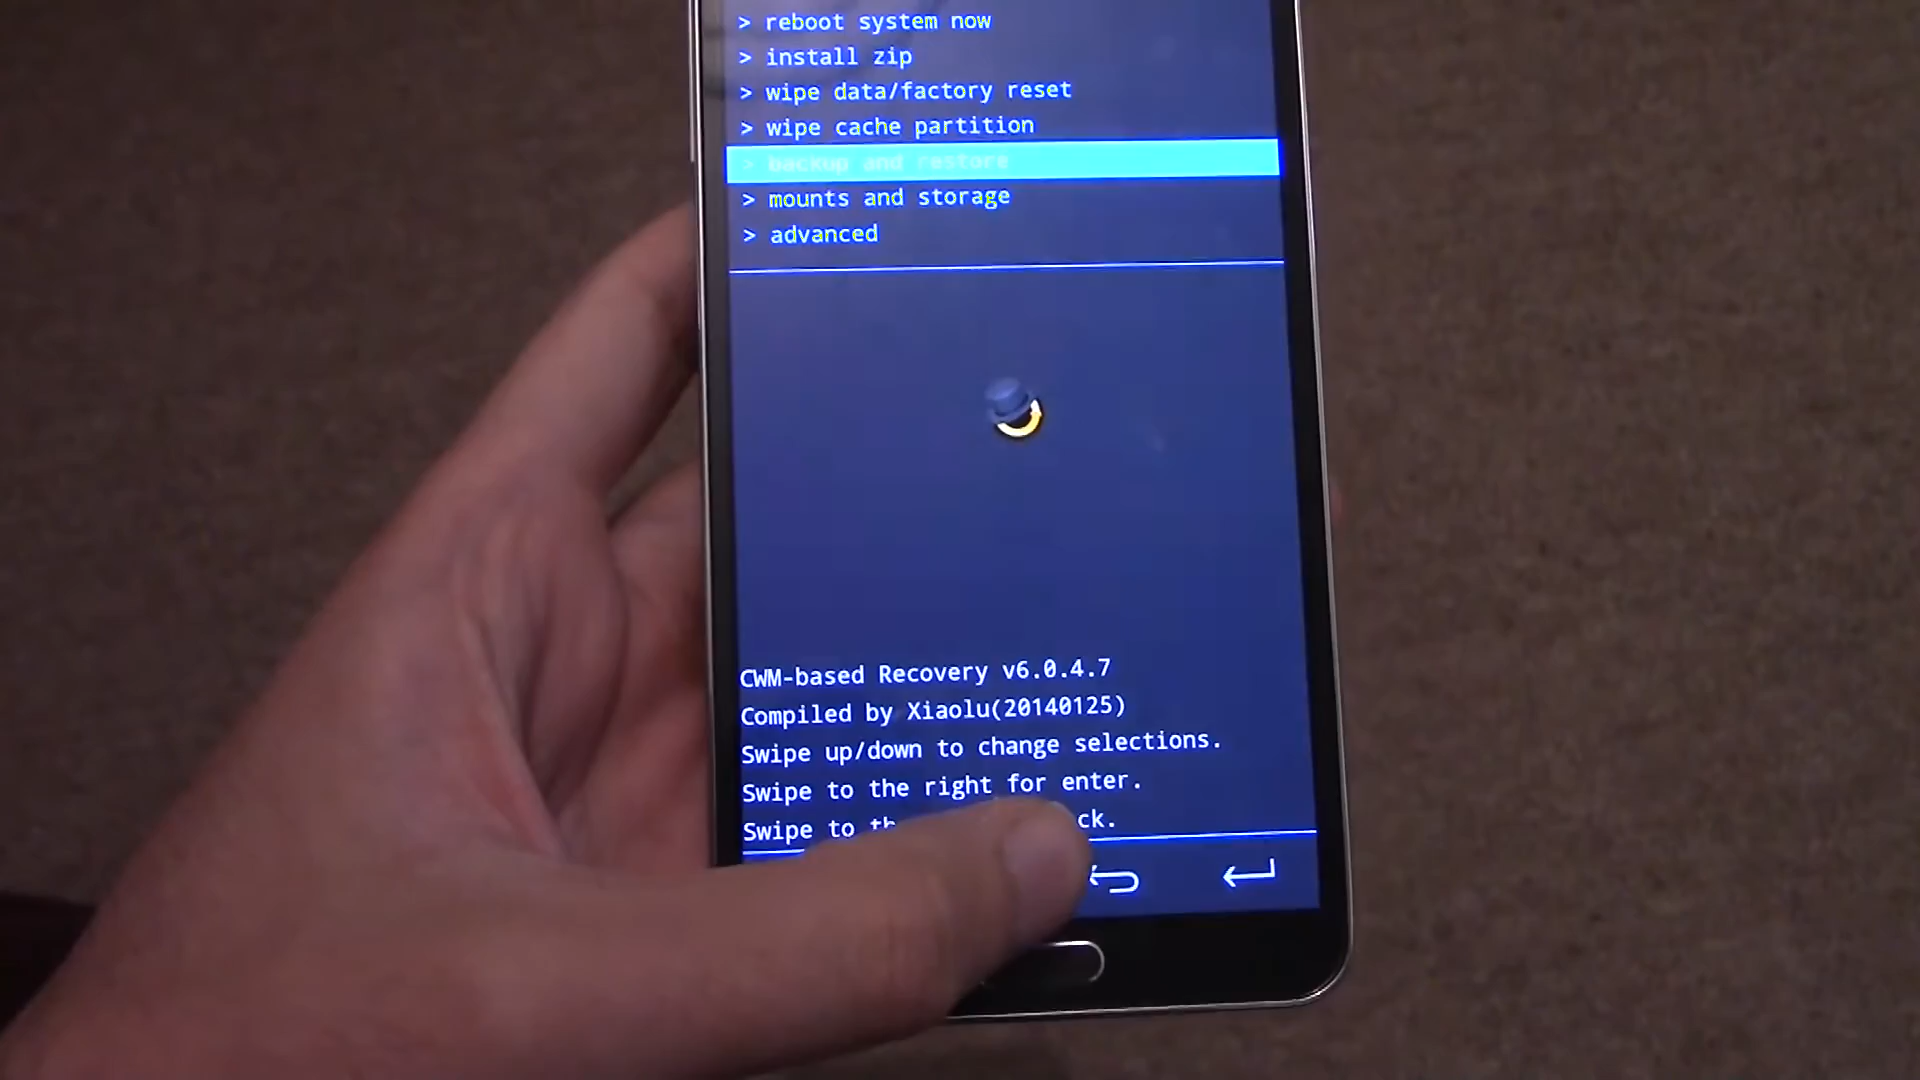 > reboot system now
> install zip
> wipe data/factory reset
> wipe cache partition
> backup and restore
> mounts and storage
> advanced
CWM-based Recovery v6.0.4.7
Compiled by Xiaolu(20140125)
Swipe up/down to change selections.
Swipe to the right for enter.
Swipe to th ck.